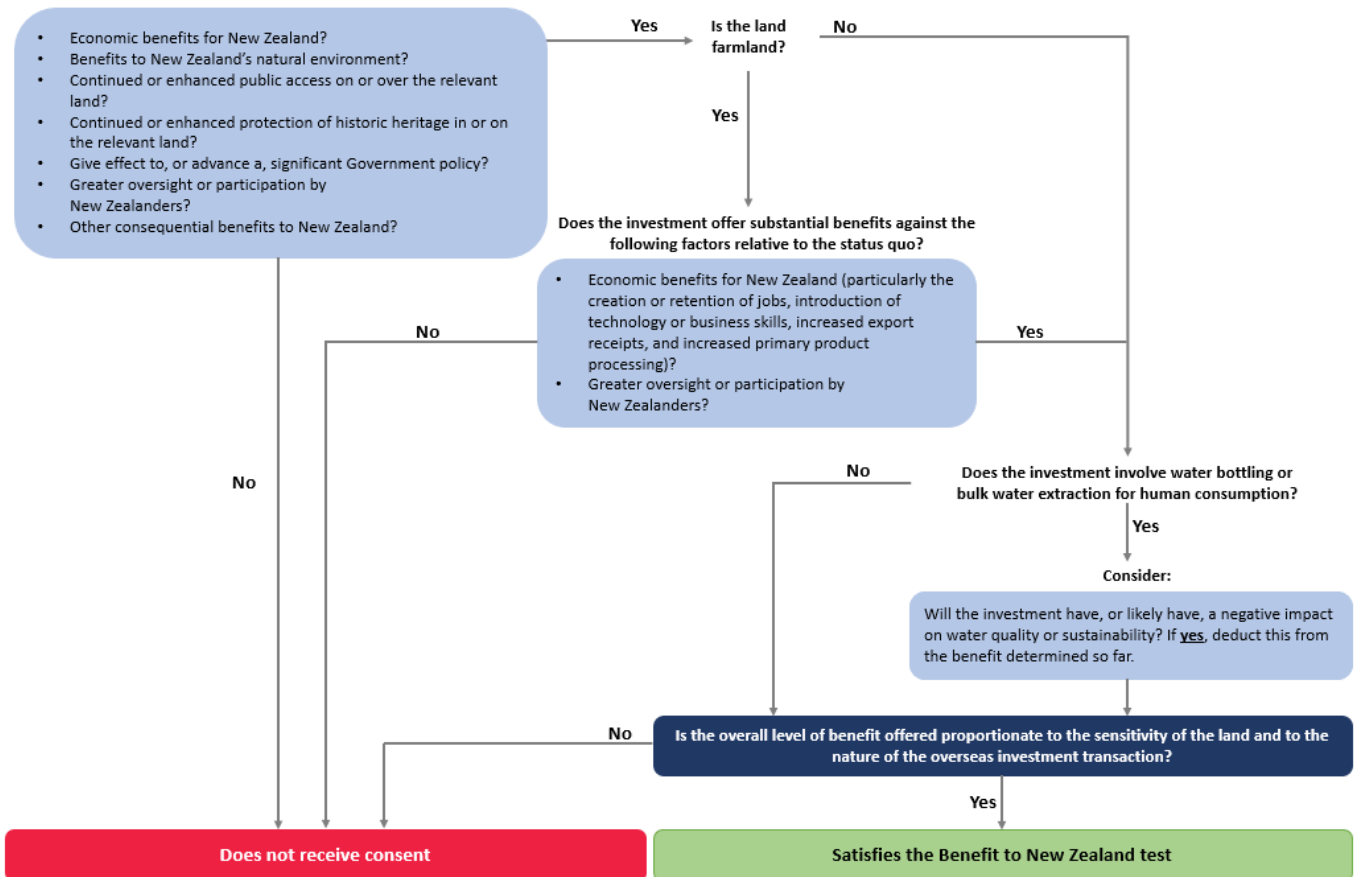 • Economic benefits for New Zealand?
• Benefits to New Zealand's natural environment?
• Continued or enhanced public access on or over the relevant
land?
• Continued or enhanced protection of historic heritage in or on
the relevant land?
• Give effect to, or advance a, significant Government policy?
• Greater oversight or participation by
New Zealanders?
• Other consequential benefits to New Zealand?
Yes
Is the land
farmland?
No
Yes
Does the investment offer substantial benefits against the
following factors relative to the status quo?
• Economic benefits for New Zealand (particularly the
creation or retention of jobs, introduction of
technology or business skills, increased export
receipts, and increased primary product
processing)?
• Greater oversight or participation by
New Zealanders?
No
Yes
No
No
Does the investment involve water bottling or
bulk water extraction for human consumption?
Yes
Consider:
Will the investment have, or likely have, a negative impact
on water quality or sustainability? If yes, deduct this from
the benefit determined so far.
No
Is the overall level of benefit offered proportionate to the sensitivity of the land and to the
nature of the overseas investment transaction?
Yes
Does not receive consent
Satisfies the Benefit to New Zealand test